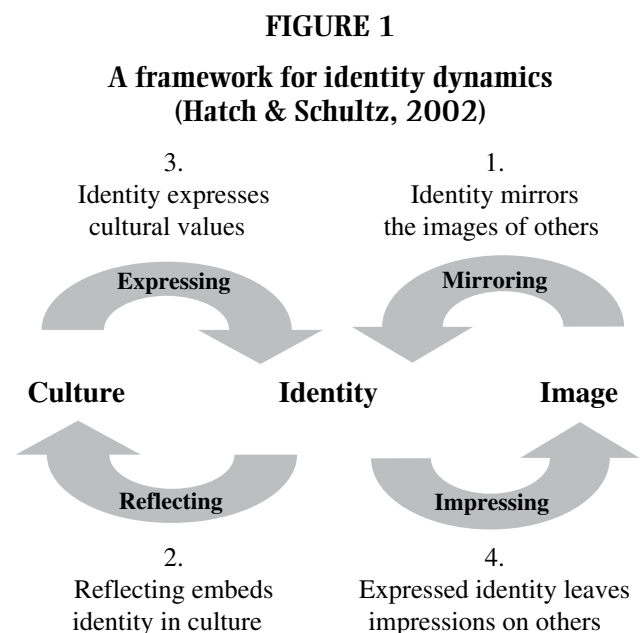 FIGURE 1
A framework for identity dynamics
(Hatch & Schultz, 2002)
3.
Identity expresses
cultural values
1.
Identity mirrors
the images of others
Expressing
Mirroring
Culture
Identity
Image
Reflecting
Impressing
2.
Reflecting embeds
identity in culture
4.
Expressed identity leaves
impressions on others